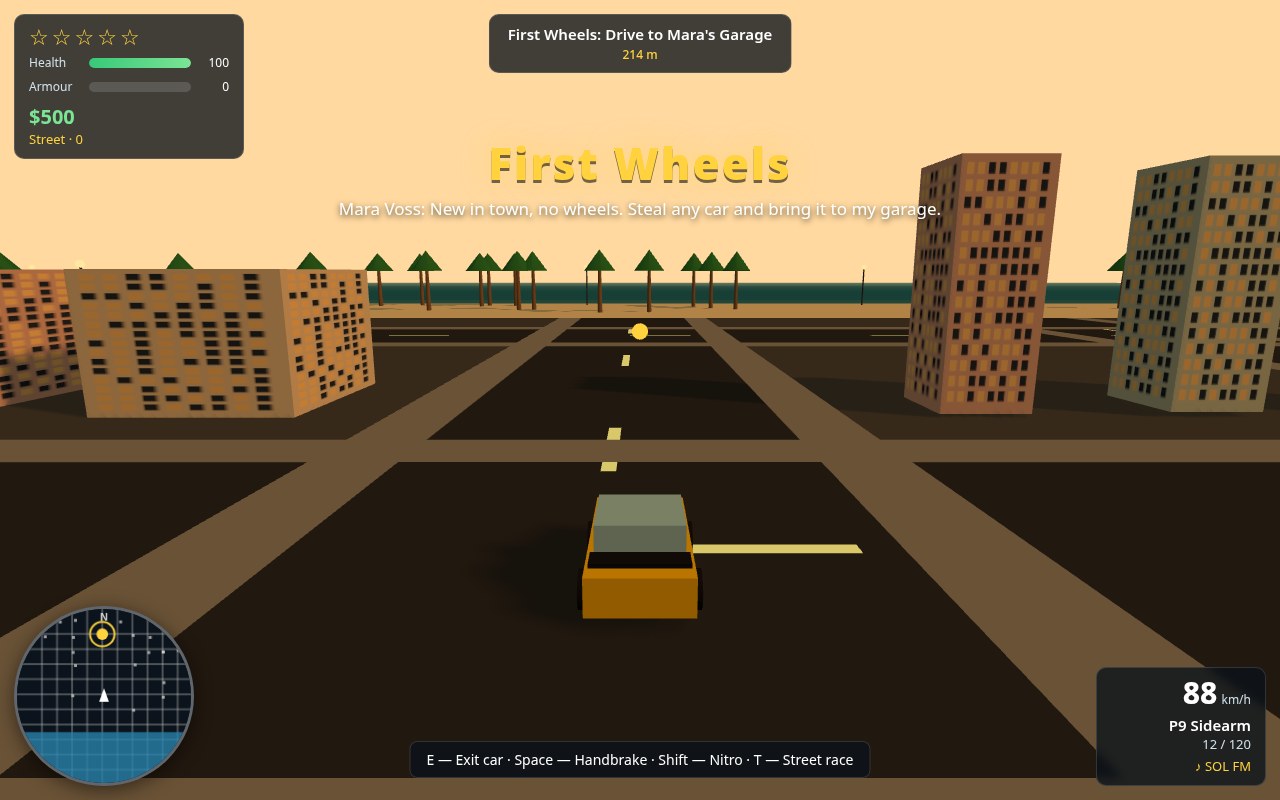 ☆☆☆☆☆
Health 100
Armour 0
$500
Street · 0
First Wheels: Drive to Mara's Garage
214 m
First Wheels
Mara Voss: New in town, no wheels. Steal any car and bring it to my garage.
N
88 km/h
P9 Sidearm
12 / 120
♪ SOL FM
E — Exit car · Space — Handbrake · Shift — Nitro · T — Street race